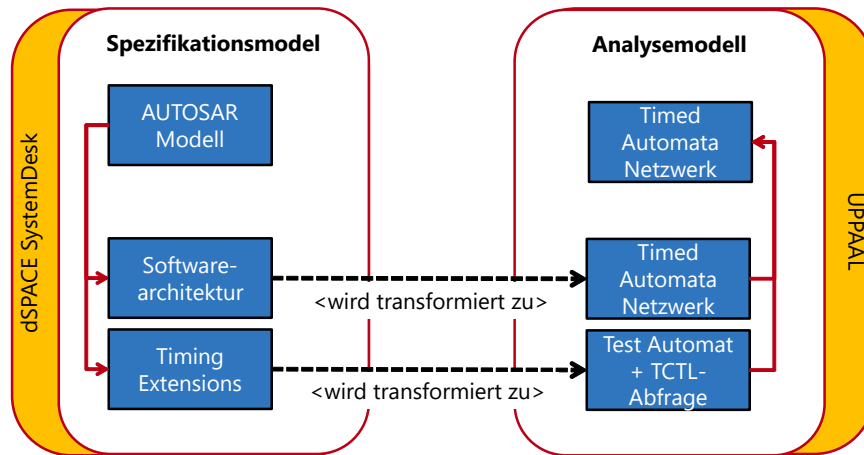 dSPACE SystemDesk
Spezifikationsmodel
AUTOSAR
Modell
Software-
architektur
Timing
Extensions
<wird transformiert zu>
<wird transformiert zu>
Analysemodell
Timed
Automata
Netzwerk
Timed
Automata
Netzwerk
Test Automat
+ TCTL-
Abfrage
UPPAAL